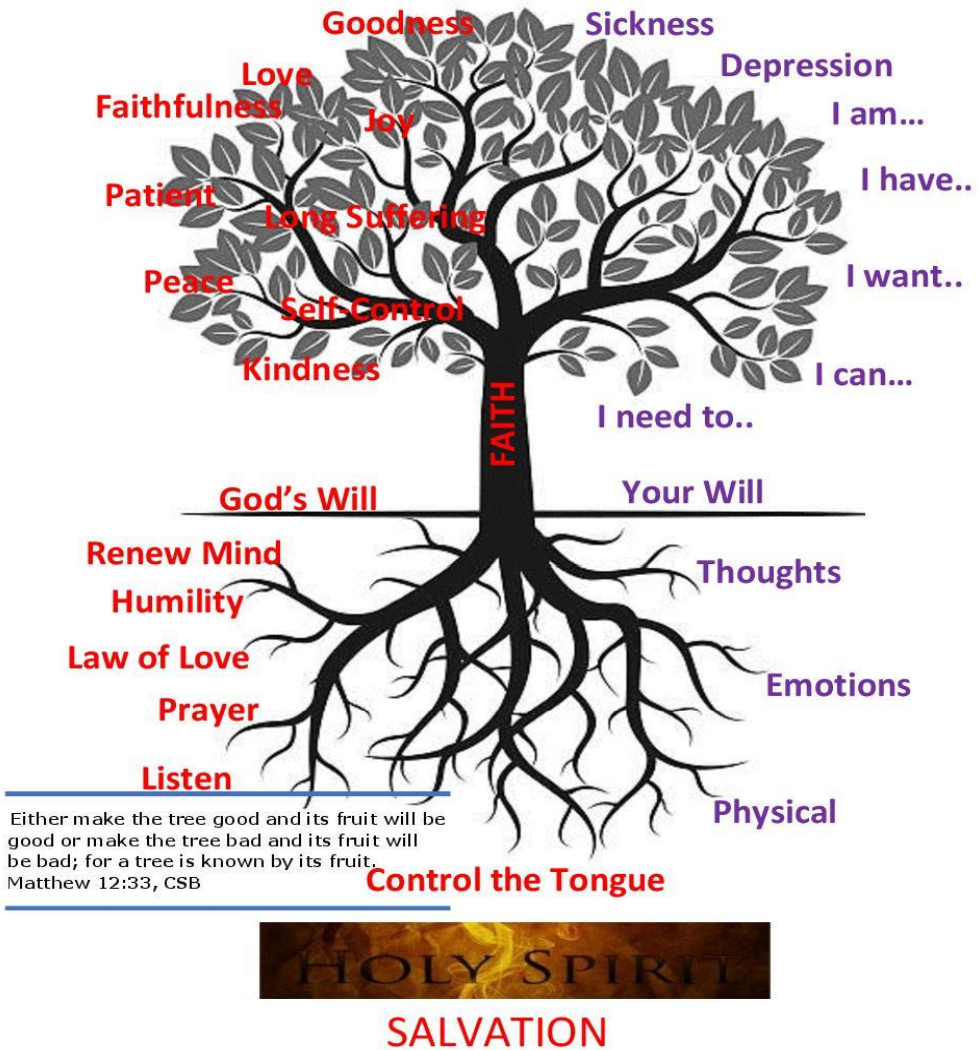 Goodness
Sickness
Love
Depression
Faithfulness
Joy
I am...
Patient
I have..
Long Suffering
Peace
I want..
Self-Control
Kindness
I can...
FAITH
I need to..
God’s Will
Your Will
Renew Mind
Thoughts
Humility
Law of Love
Emotions
Prayer
Listen
Physical
Either make the tree good and its fruit will be
good or make the tree bad and its fruit will
be bad; for a tree is known by its fruit.
Matthew 12:33, CSB
Control the Tongue
HOLY SPIRIT
SALVATION